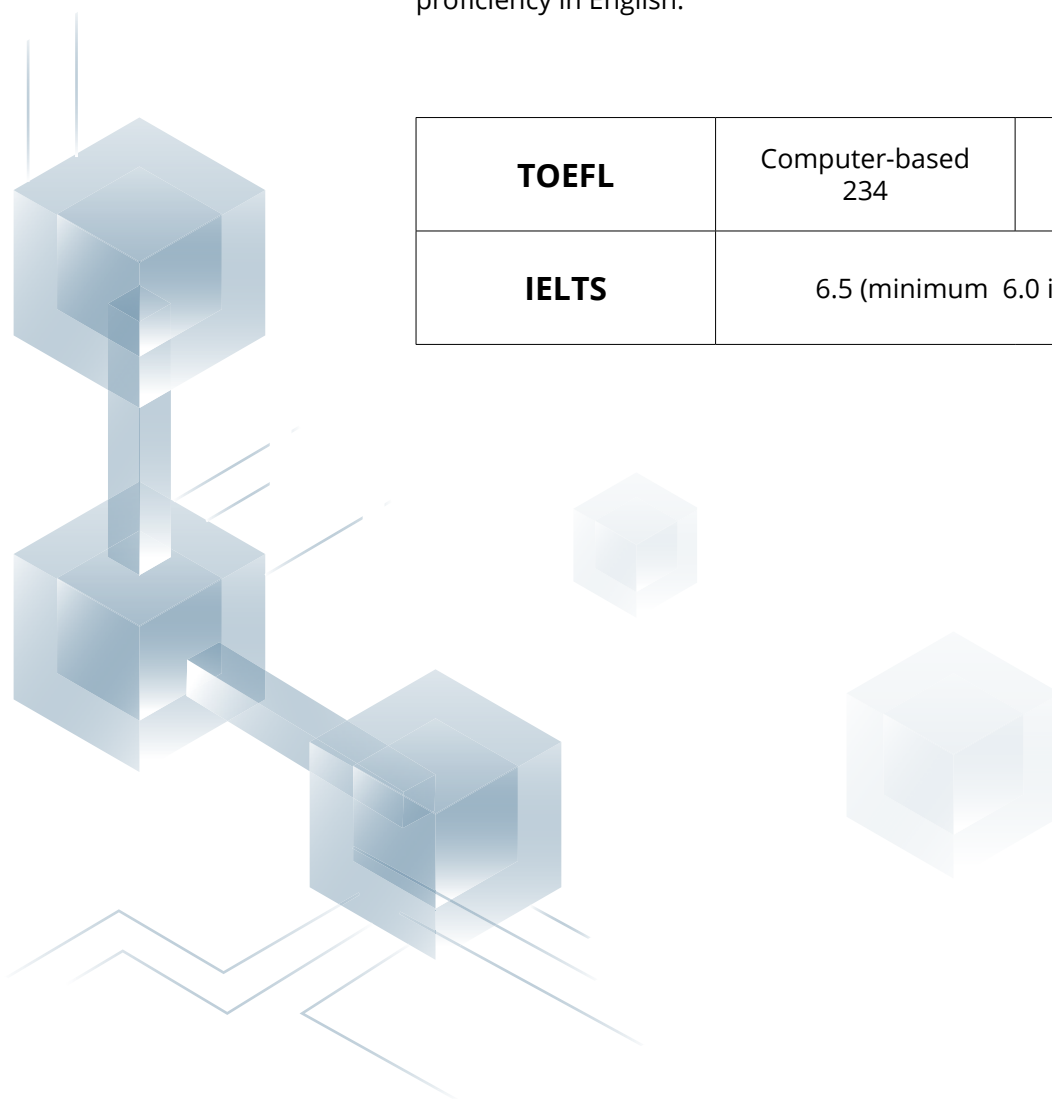 proficiency in English.
TOEFL
Computer-based
234
IELTS
6.5 (minimum 6.0 i